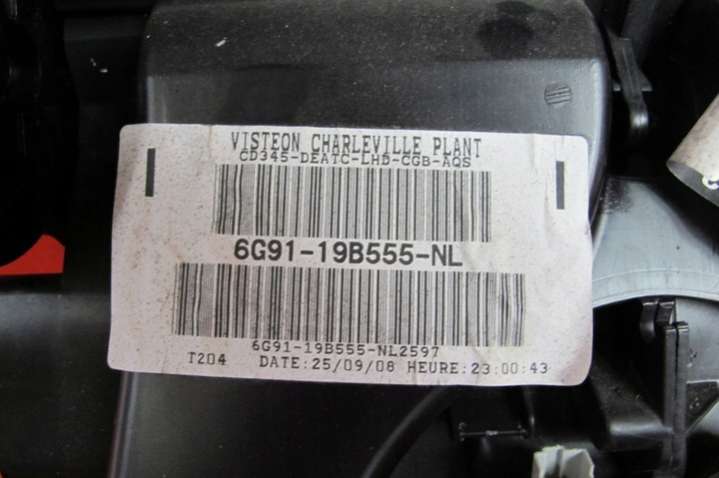 VISTEON CHARLEVILLE PLANT
CD345-DEATC-LHD-CGB-AQS
6G91-19B555-NL
6G91-19B555-NL2597
T204 DATE:25/09/08 HEURE:23:00:43